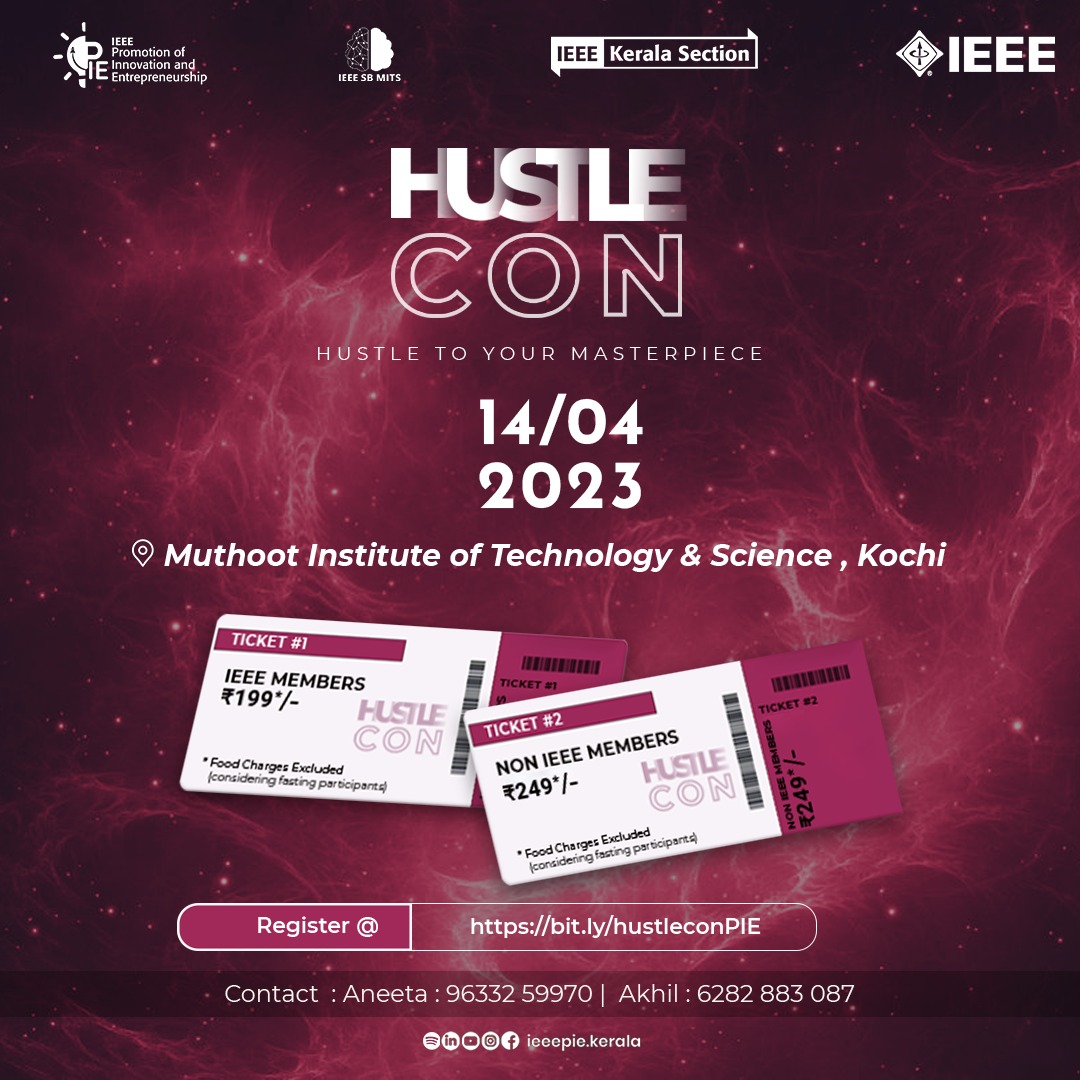 IEEE
Promotion of
Innovation and
Entrepreneurship
PIE
IEEE SB MITS
IEEE Kerala Section
IEEE
HUSTLE
CON
HUSTLE TO YOUR MASTERPIECE
14/04
2023
Muthoot Institute of Technology & Science , Kochi
TICKET #1
IEEE MEMBERS
₹199*/-
HUSTLE
CON
* Food Charges Excluded
(considering fasting participants)
TICKET #1
TICKET #2
NON IEEE MEMBERS
₹249*/-
HUSTLE
CON
* Food Charges Excluded
(considering fasting participants)
TICKET #2
NON IEEE MEMBERS
₹249*/-
Register @ https://bit.ly/hustleconPIE
Contact : Aneeta : 96332 59970 | Akhil : 6282 883 087
ieeepie.kerala